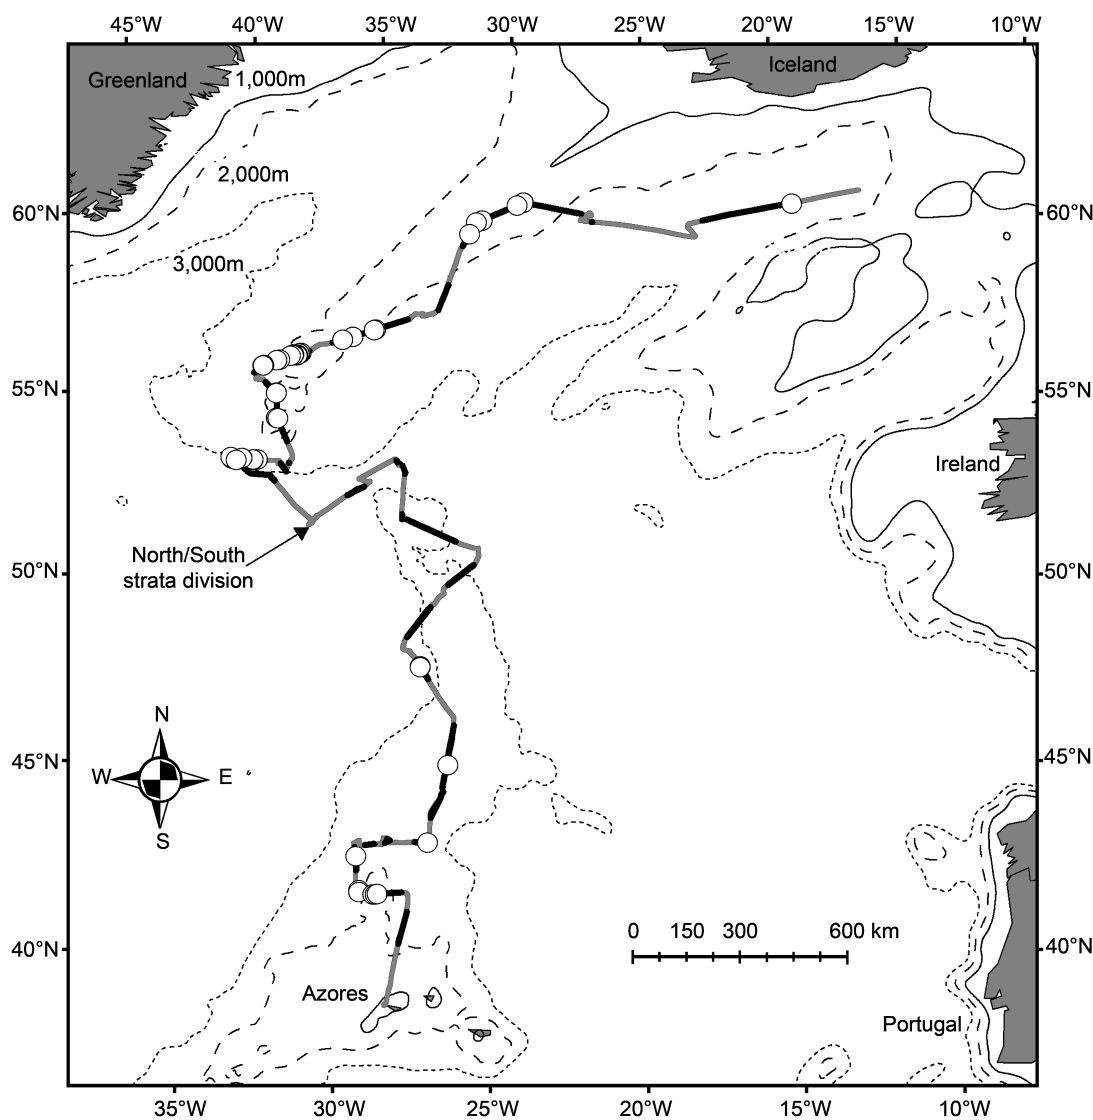 45°W 40°W 35°W 30°W 25°W 20°W 15°W 10°W
Greenland
1,000m
Iceland
2,000m
60°N
60°N
3,000m
55°N
55°N
Ireland
North/South
strata division
50°N
50°N
N
W
E
S
45°N
45°N
0 150 300 600 km
40°N
40°N
Azores
Portugal
35°W 30°W 25°W 20°W 15°W 10°W